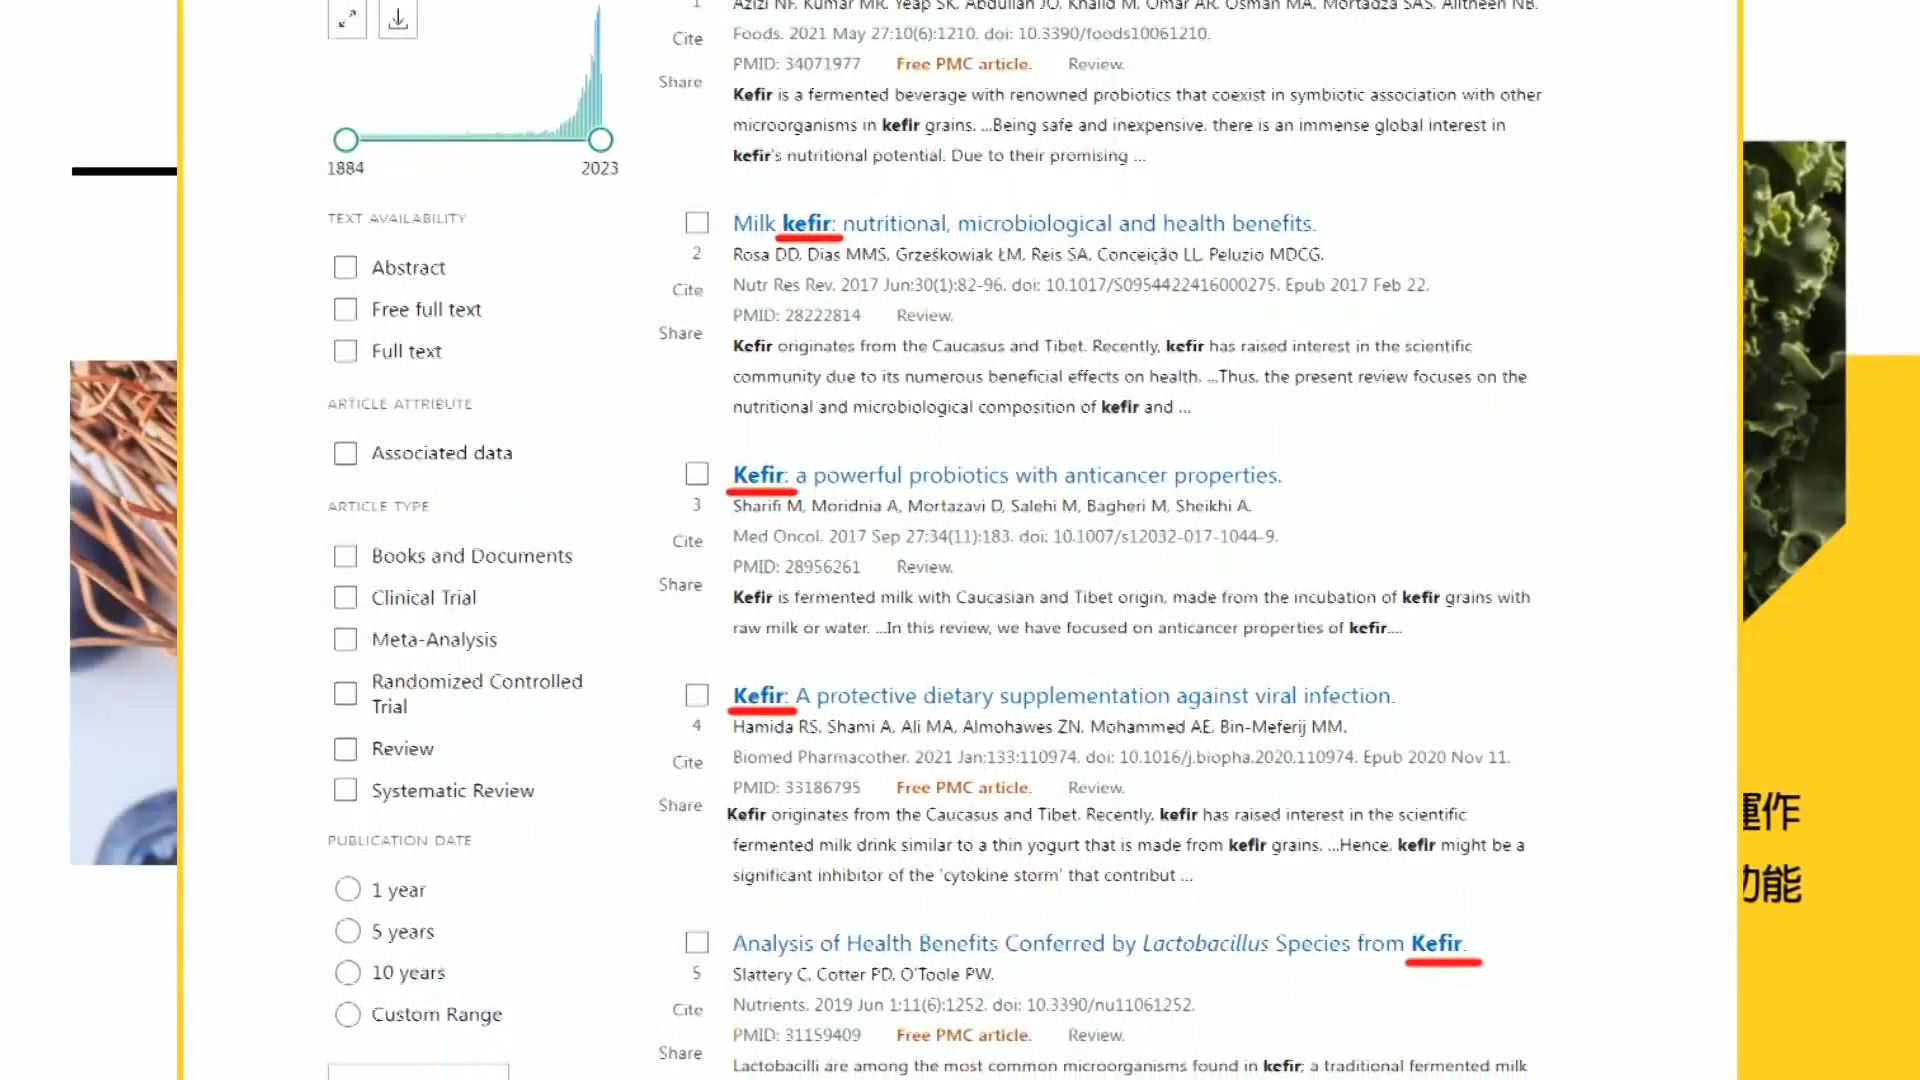 1884
2023
TEXT AVAILABILITY
Abstract
Free full text
Full text
ARTICLE ATTRIBUTE
Associated data
ARTICLE TYPE
Books and Documents
Clinical Trial
Meta-Analysis
Randomized Controlled
Trial
Review
Systematic Review
PUBLICATION DATE
1 year
5 years
10 years
Custom Range
1
Azizi NF, Kumar MR, Yeap SK, Abdullah JO, Khalid M, Omar AR, Osman MA, Mortadza SAS, Alitheen NB.
Cite
Foods. 2021 May 27;10(6):1210. doi: 10.3390/foods10061210.
PMID: 34071977 Free PMC article. Review.
Share
Kefir is a fermented beverage with renowned probiotics that coexist in symbiotic association with other
microorganisms in kefir grains. ...Being safe and inexpensive, there is an immense global interest in
kefir's nutritional potential. Due to their promising ...
Milk kefir: nutritional, microbiological and health benefits.
2
Rosa DD, Dias MMS, Grześkowiak ŁM, Reis SA, Conceição LL, Peluzio MDCG.
Cite
Nutr Res Rev. 2017 Jun;30(1):82-96. doi: 10.1017/S0954422416000275. Epub 2017 Feb 22.
PMID: 28222814 Review.
Share
Kefir originates from the Caucasus and Tibet. Recently, kefir has raised interest in the scientific
community due to its numerous beneficial effects on health. ...Thus, the present review focuses on the
nutritional and microbiological composition of kefir and ...
Kefir: a powerful probiotics with anticancer properties.
3
Sharifi M, Moridnia A, Mortazavi D, Salehi M, Bagheri M, Sheikhi A.
Cite
Med Oncol. 2017 Sep 27;34(11):183. doi: 10.1007/s12032-017-1044-9.
PMID: 28956261 Review.
Share
Kefir is fermented milk with Caucasian and Tibet origin, made from the incubation of kefir grains with
raw milk or water. ...In this review, we have focused on anticancer properties of kefir....
Kefir: A protective dietary supplementation against viral infection.
4
Hamida RS, Shami A, Ali MA, Almohawes ZN, Mohammed AE, Bin-Meferij MM.
Cite
Biomed Pharmacother. 2021 Jan;133:110974. doi: 10.1016/j.biopha.2020.110974. Epub 2020 Nov 11.
PMID: 33186795 Free PMC article. Review.
Share
Kefir originates from the Caucasus and Tibet. Recently, kefir has raised interest in the scientific
fermented milk drink similar to a thin yogurt that is made from kefir grains. ...Hence, kefir might be a
significant inhibitor of the 'cytokine storm' that contribut ...
Analysis of Health Benefits Conferred by Lactobacillus Species from Kefir.
5
Slattery C, Cotter PD, O'Toole PW.
Cite
Nutrients. 2019 Jun 1;11(6):1252. doi: 10.3390/nu11061252.
PMID: 31159409 Free PMC article. Review.
Share
Lactobacilli are among the most common microorganisms found in kefir; a traditional fermented milk
運作
功能